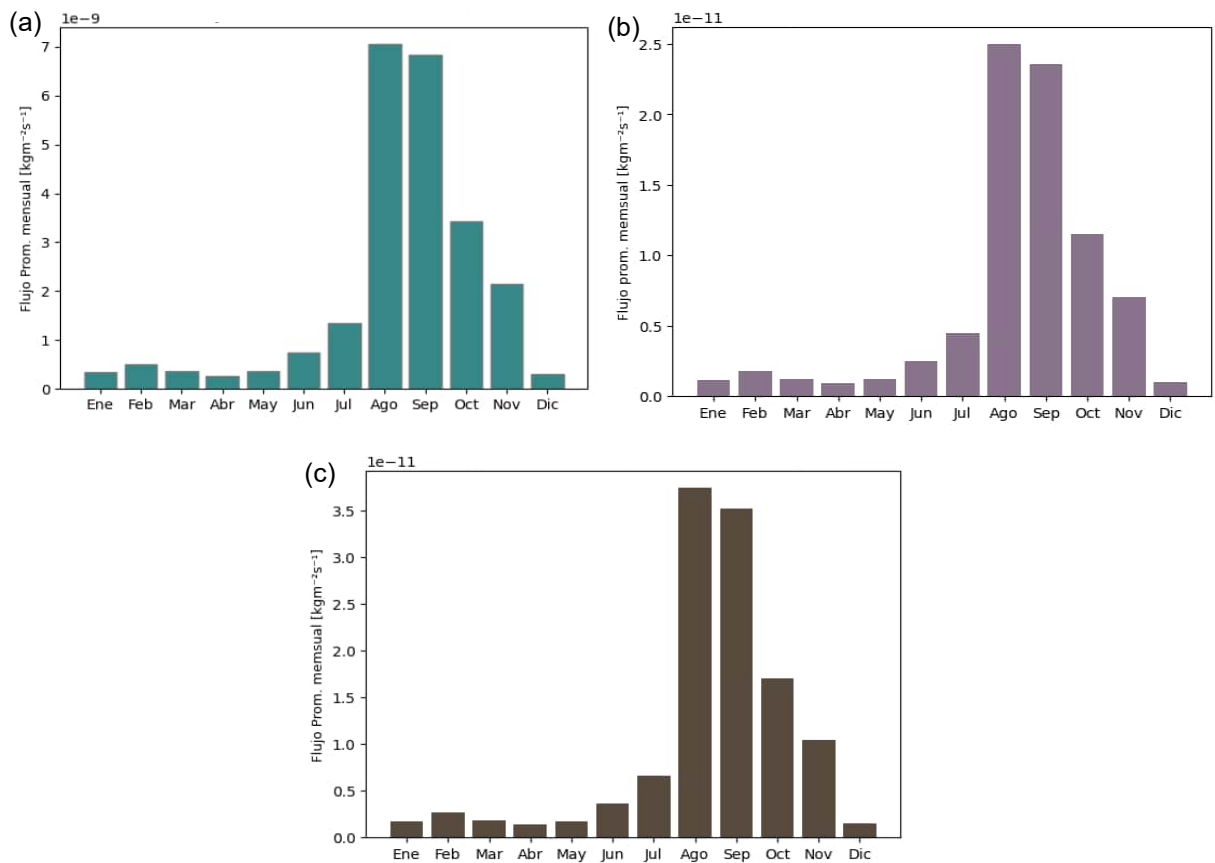 (a)
1e−9
7
6
5
4
3
2
1
0
Flujo Prom. mensual [kgm⁻²s⁻¹]
Ene Feb Mar Abr May Jun Jul Ago Sep Oct Nov Dic
(b)
1e−11
2.5
2.0
1.5
1.0
0.5
0.0
Flujo prom. memsual [kgm⁻²s⁻¹]
Ene Feb Mar Abr May Jun Jul Ago Sep Oct Nov Dic
(c)
1e−11
3.5
3.0
2.5
2.0
1.5
1.0
0.5
0.0
Flujo Prom. memsual [kgm⁻²s⁻¹]
Ene Feb Mar Abr May Jun Jul Ago Sep Oct Nov Dic